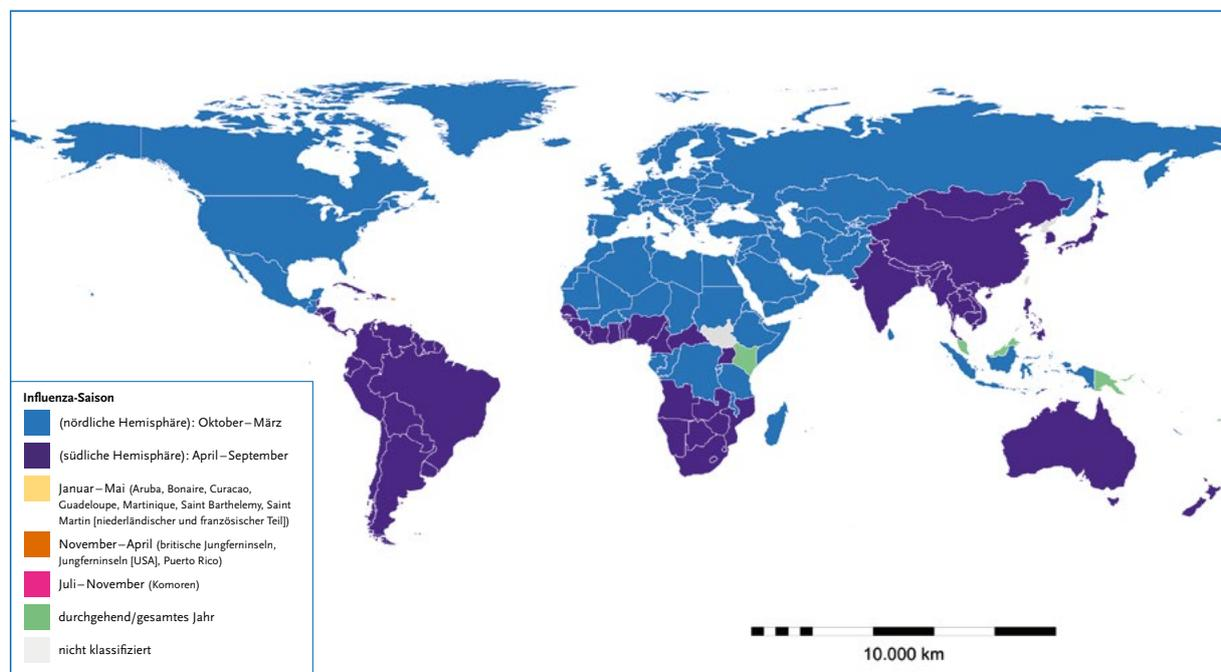 Influenza-Saison
(nördliche Hemisphäre): Oktober–März
(südliche Hemisphäre): April–September
Januar–Mai (Aruba, Bonaire, Curacao,
Guadeloupe, Martinique, Saint Barthelemy, Saint
Martin [niederländischer und französischer Teil])
November–April (britische Jungferninseln,
Jungferninseln [USA], Puerto Rico)
Juli–November (Komoren)
durchgehend/gesamtes Jahr
nicht klassifiziert
10.000 km